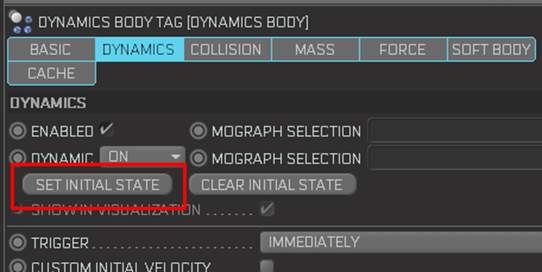 DYNAMICS BODY TAG [DYNAMICS BODY]
BASIC DYNAMICS COLLISION MASS FORCE SOFT BODY
CACHE
DYNAMICS
ENABLED MOGRAPH SELECTION
DYNAMIC ON MOGRAPH SELECTION
SET INITIAL STATE CLEAR INITIAL STATE
SHOW IN VISUALIZATION . . . . . . .
TRIGGER . . . . . . . . . . . . . . . . . . . . IMMEDIATELY
CUSTOM INITIAL VELOCITY